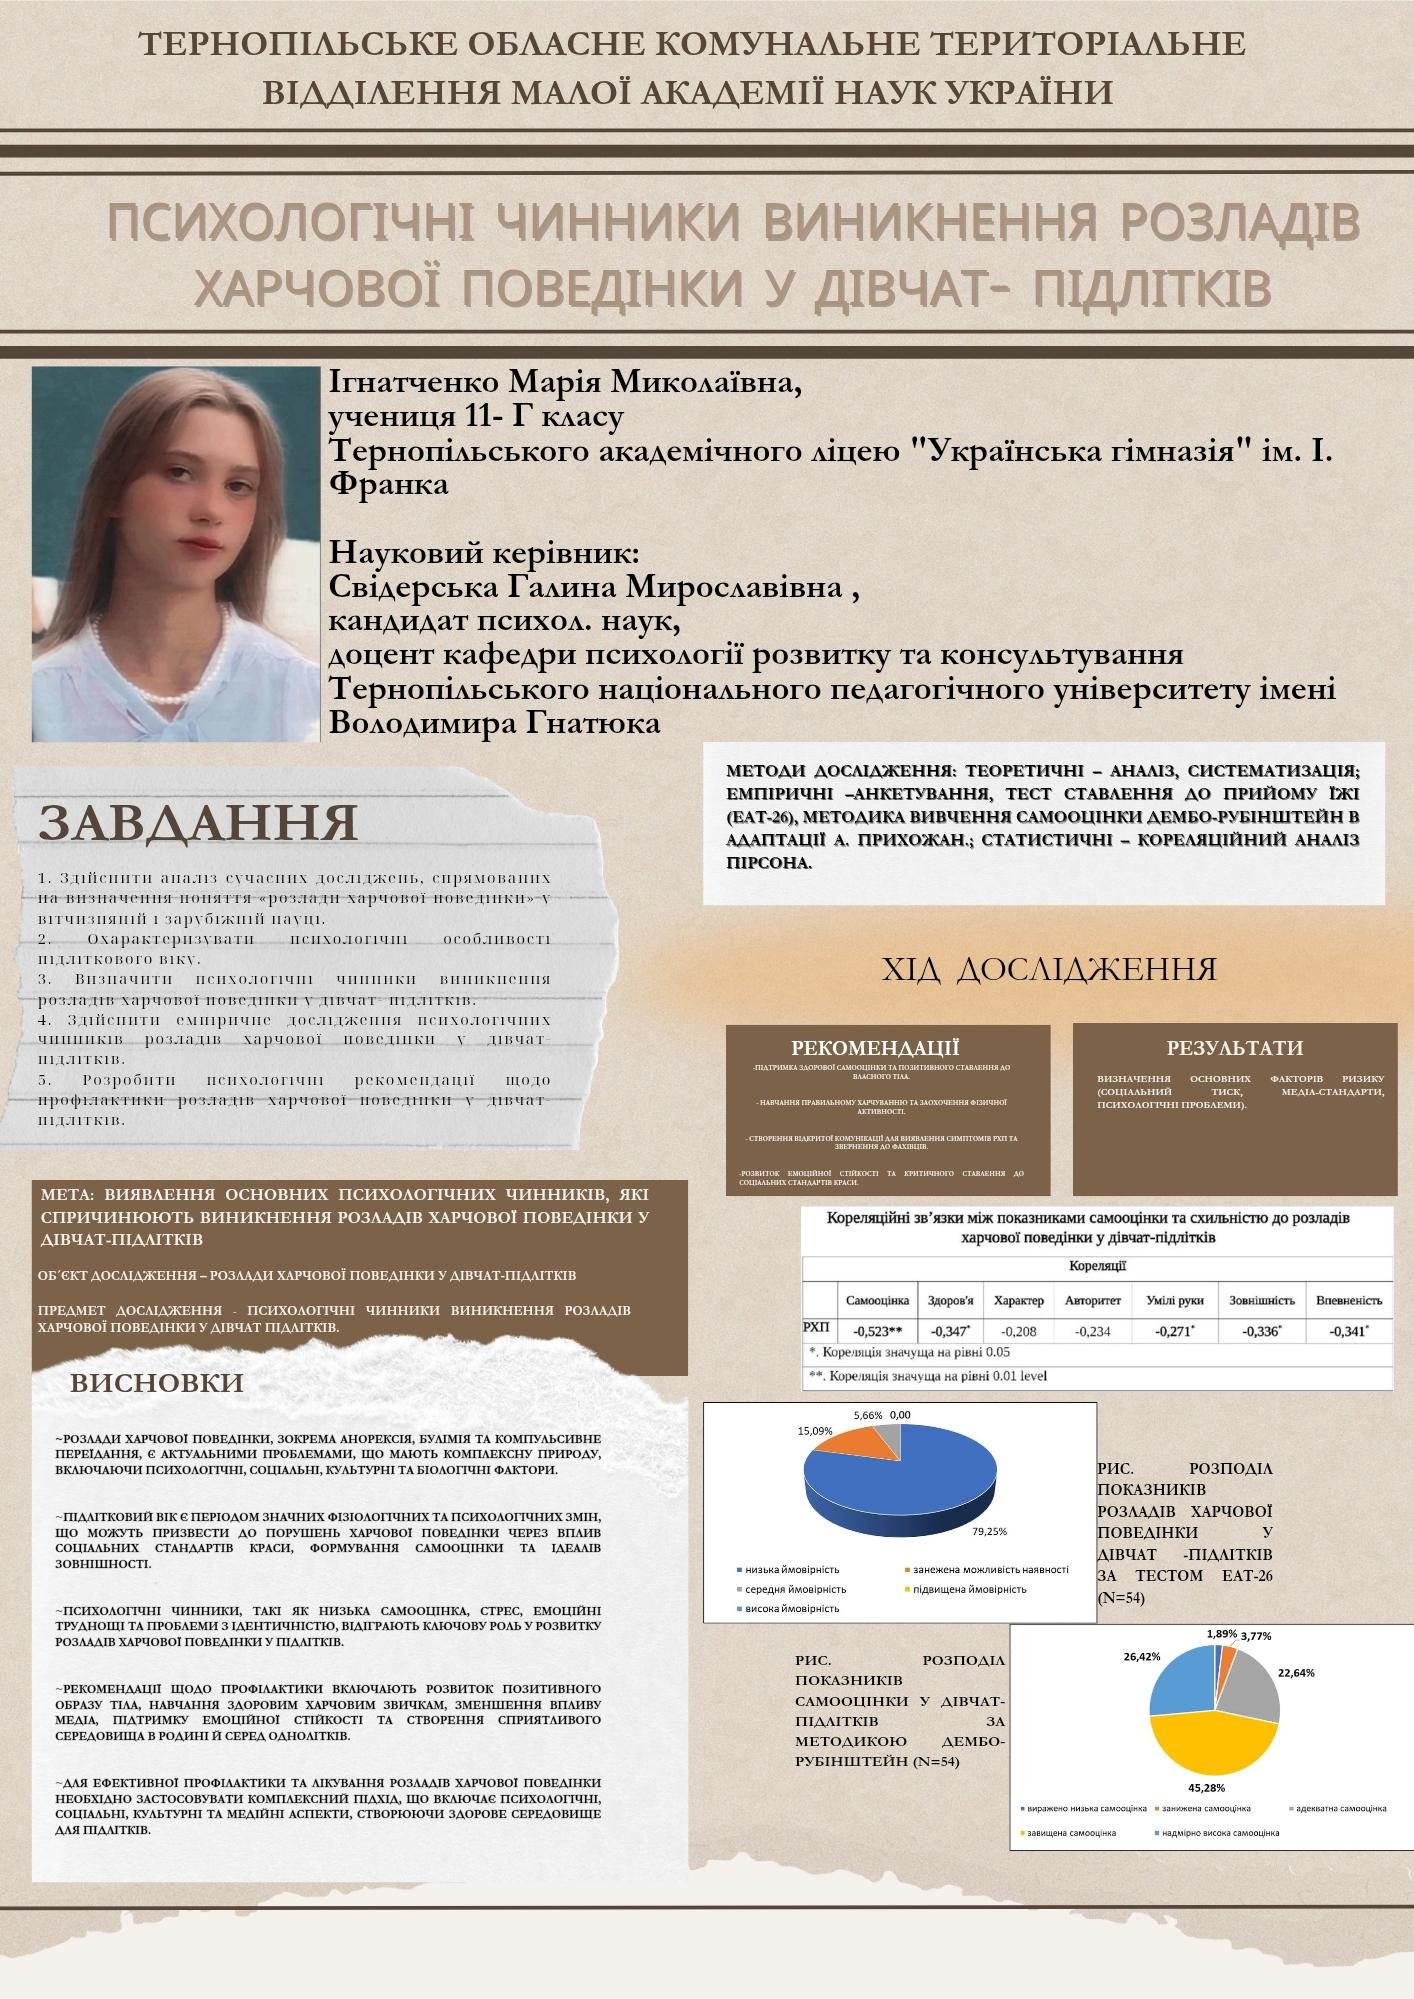 ТЕРНОПІЛЬСЬКЕ ОБЛАСНЕ КОМУНАЛЬНЕ ТЕРИТОРІАЛЬНЕ
ВІДДІЛЕННЯ МАЛОЇ АКАДЕМІЇ НАУК УКРАЇНИ
ПСИХОЛОГІЧНІ ЧИННИКИ ВИНИКНЕННЯ РОЗЛАДІВ
ХАРЧОВОЇ ПОВЕДІНКИ У ДІВЧАТ- ПІДЛІТКІВ
Ігнатченко Марія Миколаївна,
учениця 11- Г класу
Тернопільського академічного ліцею "Українська гімназія" ім. І.
Франка
Науковий керівник:
Свідерська Галина Мирославівна ,
кандидат психол. наук,
доцент кафедри психології розвитку та консультування
Тернопільського національного педагогічного університету імені
Володимира Гнатюка
ЗАВДАННЯ
1. Здійснити аналіз сучасних досліджень, спрямованих
на визначення поняття «розлади харчової поведінки» у
вітчизняній і зарубіжній науці.
2. Охарактеризувати психологічні особливості
підліткового віку.
3. Визначити психологічні чинники виникнення
розладів харчової поведінки у дівчат- підлітків.
4. Здійснити емпіричне дослідження психологічних
чинників розладів харчової поведінки у дівчат-
підлітків.
5. Розробити психологічні рекомендації щодо
профілактики розладів харчової поведінки у дівчат-
підлітків.
МЕТА: ВИЯВЛЕННЯ ОСНОВНИХ ПСИХОЛОГІЧНИХ ЧИННИКІВ, ЯКІ
СПРИЧИНЮЮТЬ ВИНИКНЕННЯ РОЗЛАДІВ ХАРЧОВОЇ ПОВЕДІНКИ У
ДІВЧАТ-ПІДЛІТКІВ
ОБ´ЄКТ ДОСЛІДЖЕННЯ – РОЗЛАДИ ХАРЧОВОЇ ПОВЕДІНКИ У ДІВЧАТ-ПІДЛІТКІВ
ПРЕДМЕТ ДОСЛІДЖЕННЯ - ПСИХОЛОГІЧНІ ЧИННИКИ ВИНИКНЕННЯ РОЗЛАДІВ
ХАРЧОВОЇ ПОВЕДІНКИ У ДІВЧАТ ПІДЛІТКІВ.
ВИСНОВКИ
~РОЗЛАДИ ХАРЧОВОЇ ПОВЕДІНКИ, ЗОКРЕМА АНОРЕКСІЯ, БУЛІМІЯ ТА КОМПУЛЬСИВНЕ
ПЕРЕЇДАННЯ, Є АКТУАЛЬНИМИ ПРОБЛЕМАМИ, ЩО МАЮТЬ КОМПЛЕКСНУ ПРИРОДУ,
ВКЛЮЧАЮЧИ ПСИХОЛОГІЧНІ, СОЦІАЛЬНІ, КУЛЬТУРНІ ТА БІОЛОГІЧНІ ФАКТОРИ.
~ПІДЛІТКОВИЙ ВІК Є ПЕРІОДОМ ЗНАЧНИХ ФІЗІОЛОГІЧНИХ ТА ПСИХОЛОГІЧНИХ ЗМІН,
ЩО МОЖУТЬ ПРИЗВЕСТИ ДО ПОРУШЕНЬ ХАРЧОВОЇ ПОВЕДІНКИ ЧЕРЕЗ ВПЛИВ
СОЦІАЛЬНИХ СТАНДАРТІВ КРАСИ, ФОРМУВАННЯ САМООЦІНКИ ТА ІДЕАЛІВ
ЗОВНІШНОСТІ.
~ПСИХОЛОГІЧНІ ЧИННИКИ, ТАКІ ЯК НИЗЬКА САМООЦІНКА, СТРЕС, ЕМОЦІЙНІ
ТРУДНОЩІ ТА ПРОБЛЕМИ З ІДЕНТИЧНІСТЮ, ВІДІГРАЮТЬ КЛЮЧОВУ РОЛЬ У РОЗВИТКУ
РОЗЛАДІВ ХАРЧОВОЇ ПОВЕДІНКИ У ПІДЛІТКІВ.
~РЕКОМЕНДАЦІЇ ЩОДО ПРОФІЛАКТИКИ ВКЛЮЧАЮТЬ РОЗВИТОК ПОЗИТИВНОГО
ОБРАЗУ ТІЛА, НАВЧАННЯ ЗДОРОВИМ ХАРЧОВИМ ЗВИЧКАМ, ЗМЕНШЕННЯ ВПЛИВУ
МЕДІА, ПІДТРИМКУ ЕМОЦІЙНОЇ СТІЙКОСТІ ТА СТВОРЕННЯ СПРИЯТЛИВОГО
СЕРЕДОВИЩА В РОДИНІ Й СЕРЕД ОДНОЛІТКІВ.
~ДЛЯ ЕФЕКТИВНОЇ ПРОФІЛАКТИКИ ТА ЛІКУВАННЯ РОЗЛАДІВ ХАРЧОВОЇ ПОВЕДІНКИ
НЕОБХІДНО ЗАСТОСОВУВАТИ КОМПЛЕКСНИЙ ПІДХІД, ЩО ВКЛЮЧАЄ ПСИХОЛОГІЧНІ,
СОЦІАЛЬНІ, КУЛЬТУРНІ ТА МЕДІЙНІ АСПЕКТИ, СТВОРЮЮЧИ ЗДОРОВЕ СЕРЕДОВИЩЕ
ДЛЯ ПІДЛІТКІВ.
МЕТОДИ ДОСЛІДЖЕННЯ: ТЕОРЕТИЧНІ – АНАЛІЗ, СИСТЕМАТИЗАЦІЯ;
ЕМПІРИЧНІ –АНКЕТУВАННЯ, ТЕСТ СТАВЛЕННЯ ДО ПРИЙОМУ ЇЖІ
(ЕАТ-26), МЕТОДИКА ВИВЧЕННЯ САМООЦІНКИ ДЕМБО-РУБІНШТЕЙН В
АДАПТАЦІЇ А. ПРИХОЖАН.; СТАТИСТИЧНІ – КОРЕЛЯЦІЙНИЙ АНАЛІЗ
ПІРСОНА.
ХІД ДОСЛІДЖЕННЯ
РЕКОМЕНДАЦІЇ
-ПІДТРИМКА ЗДОРОВОЇ САМООЦІНКИ ТА ПОЗИТИВНОГО СТАВЛЕННЯ ДО
ВЛАСНОГО ТІЛА.
- НАВЧАННЯ ПРАВИЛЬНОМУ ХАРЧУВАННЮ ТА ЗАОХОЧЕННЯ ФІЗИЧНОЇ
АКТИВНОСТІ.
- СТВОРЕННЯ ВІДКРИТОЇ КОМУНІКАЦІЇ ДЛЯ ВИЯВЛЕННЯ СИМПТОМІВ РХП ТА
ЗВЕРНЕННЯ ДО ФАХІВЦІВ.
-РОЗВИТОК ЕМОЦІЙНОЇ СТІЙКОСТІ ТА КРИТИЧНОГО СТАВЛЕННЯ ДО
СОЦІАЛЬНИХ СТАНДАРТІВ КРАСИ.
РЕЗУЛЬТАТИ
ВИЗНАЧЕННЯ ОСНОВНИХ ФАКТОРІВ РИЗИКУ
(СОЦІАЛЬНИЙ ТИСК, МЕДІА-СТАНДАРТИ,
ПСИХОЛОГІЧНІ ПРОБЛЕМИ).
Кореляційні зв’язки між показниками самооцінки та схильністю до розладів
харчової поведінки у дівчат-підлітків
Кореляції
Самооцінка Здоров'я Характер Авторитет Умілі руки Зовнішність Впевненість
РХП -0,523** -0,347* -0,208 -0,234 -0,271* -0,336* -0,341*
*. Кореляція значуща на рівні 0.05
**. Кореляція значуща на рівні 0.01 level
5,66% 0,00
15,09%
79,25%
низька ймовірність занежена можливість наявності
середня ймовірність підвищена ймовірність
висока ймовірність
РИС. РОЗПОДІЛ
ПОКАЗНИКІВ
РОЗЛАДІВ ХАРЧОВОЇ
ПОВЕДІНКИ У
ДІВЧАТ -ПІДЛІТКІВ
ЗА ТЕСТОМ ЕАТ-26
(N=54)
РИС. РОЗПОДІЛ
ПОКАЗНИКІВ
САМООЦІНКИ У ДІВЧАТ-
ПІДЛІТКІВ ЗА
МЕТОДИКОЮ ДЕМБО-
РУБІНШТЕЙН (N=54)
1,89% 3,77%
26,42%
22,64%
45,28%
виражено низька самооцінка занижена самооцінка адекватна самооцінка
завищена самооцінка надмірно висока самооцінка